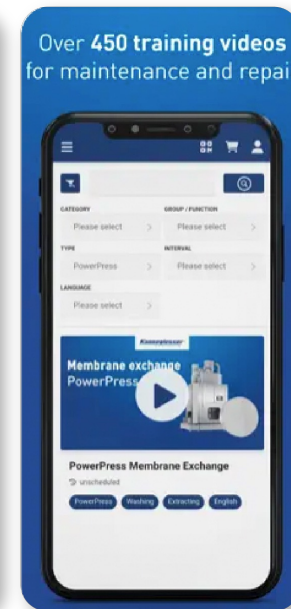 Over 450 training videos
for maintenance and repai
CATEGORY GROUP / FUNCTION
Please select Please select
TYPE INTERVAL
PowerPress Please select
LANGUAGE
Please select
Kannegiesser
Membrane exchange
PowerPress
PowerPress Membrane Exchange
unscheduled
PowerPress Washing Extracting English